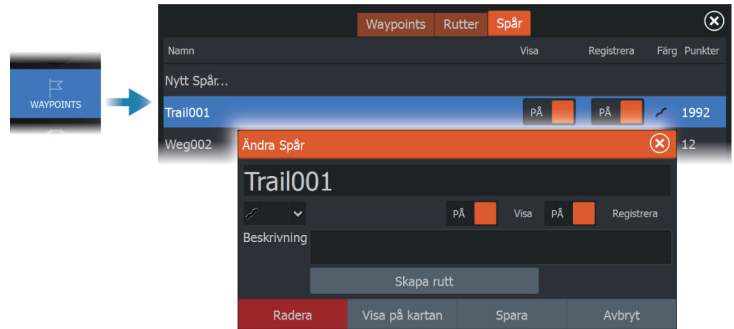 Waypoints Rutter Spår
Namn Visa Registrera Färg Punkter
Nytt Spår...
WAYPOINTS
Trail001 PÅ PÅ 1992
Weg002 12
Ändra Spår
Trail001
PÅ Visa PÅ Registrera
Beskrivning
Skapa rutt
Radera Visa på kartan Spara Avbryt